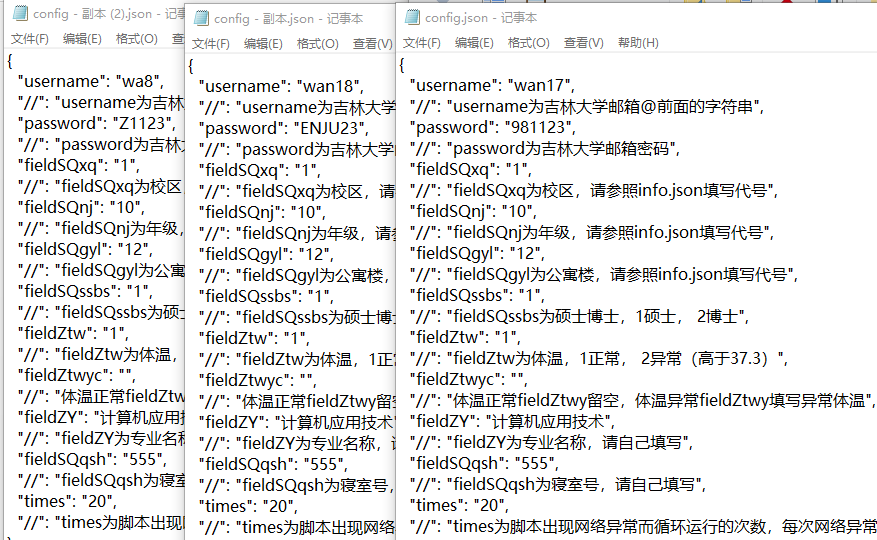 config - 副本 (2).json - 记事本
文件(F) 编辑(E) 格式(O) 查
{
"username": "wa8",
"//": "username为吉林
"password": "Z1123",
"//": "password为吉林大
"fieldSQxq": "1",
"//": "fieldSQxq为校区,
"fieldSQnj": "10",
"//": "fieldSQnj为年级,
"fieldSQgyl": "12",
"//": "fieldSQgyl为公寓
"fieldSQssbs": "1",
"//": "fieldSQssbs为硕士
"fieldZtw": "1",
"//": "fieldZtw为体温,
"fieldZtwyc": "",
"//": "体温正常fieldZtw
"fieldZY": "计算机应用技
"//": "fieldZY为专业名称
"fieldSQqsh": "555",
"//": "fieldSQqsh为寝室
"times": "20",
"//": "times为脚本出现网
config - 副本.json - 记事本
文件(F) 编辑(E) 格式(O) 查看(V)
{
"username": "wan18",
"//": "username为吉林大学
"password": "ENJU23",
"//": "password为吉林大学
"fieldSQxq": "1",
"//": "fieldSQxq为校区,请
"fieldSQnj": "10",
"//": "fieldSQnj为年级,请参
"fieldSQgyl": "12",
"//": "fieldSQgyl为公寓楼,
"fieldSQssbs": "1",
"//": "fieldSQssbs为硕士博士
"fieldZtw": "1",
"//": "fieldZtw为体温,1正常
"fieldZtwyc": "",
"//": "体温正常fieldZtwy留空
"fieldZY": "计算机应用技术"
"//": "fieldZY为专业名称,请
"fieldSQqsh": "555",
"//": "fieldSQqsh为寝室号,
"times": "20",
"//": "times为脚本出现网络
config.json - 记事本
文件(F) 编辑(E) 格式(O) 查看(V) 帮助(H)
{
"username": "wan17",
"//": "username为吉林大学邮箱@前面的字符串",
"password": "981123",
"//": "password为吉林大学邮箱密码",
"fieldSQxq": "1",
"//": "fieldSQxq为校区,请参照info.json填写代号",
"fieldSQnj": "10",
"//": "fieldSQnj为年级,请参照info.json填写代号",
"fieldSQgyl": "12",
"//": "fieldSQgyl为公寓楼,请参照info.json填写代号",
"fieldSQssbs": "1",
"//": "fieldSQssbs为硕士博士,1硕士, 2博士",
"fieldZtw": "1",
"//": "fieldZtw为体温,1正常, 2异常(高于37.3)",
"fieldZtwyc": "",
"//": "体温正常fieldZtwy留空,体温异常fieldZtwy填写异常体温",
"fieldZY": "计算机应用技术",
"//": "fieldZY为专业名称,请自己填写",
"fieldSQqsh": "555",
"//": "fieldSQqsh为寝室号,请自己填写",
"times": "20",
"//": "times为脚本出现网络异常而循环运行的次数,每次网络异常